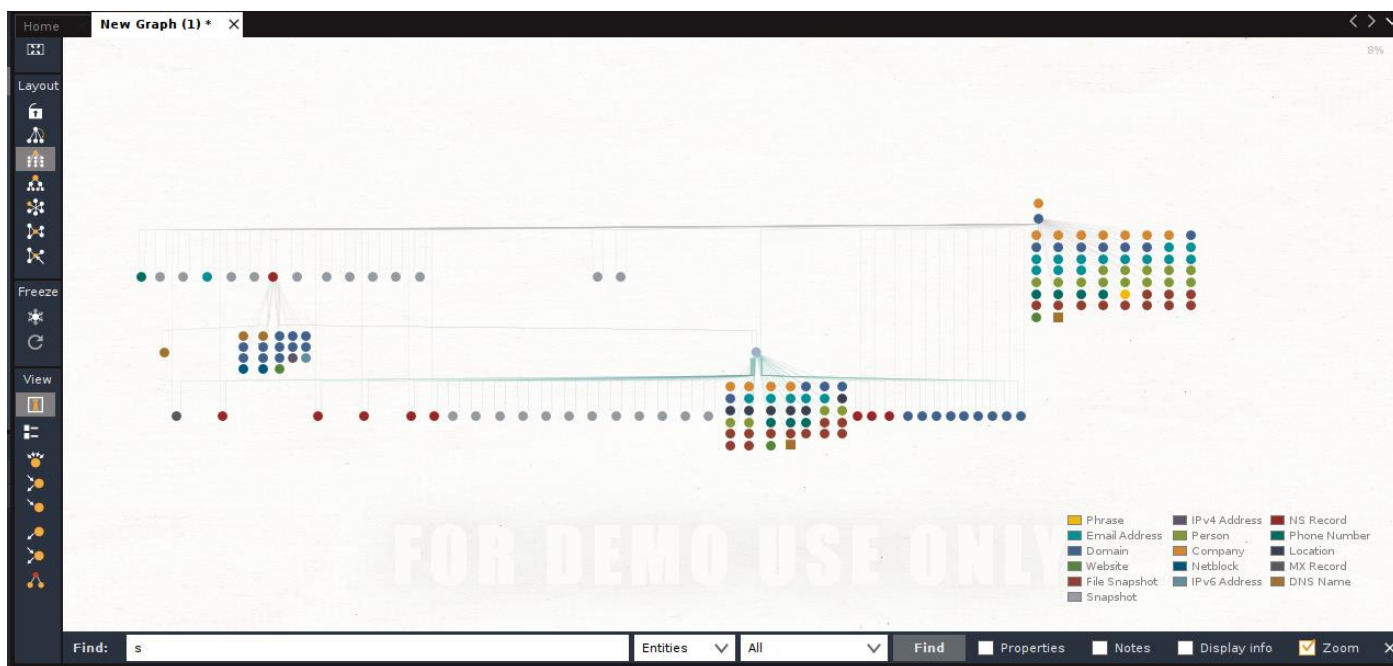 Home
New Graph (1) *
8%
Layout
Freeze
View
FOR DEMO USE ONLY
Phrase
IPv4 Address
NS Record
Email Address
Person
Phone Number
Domain
Company
Location
Website
Netblock
MX Record
File Snapshot
IPv6 Address
DNS Name
Snapshot
Find: s Entities All Find Properties Notes Display info Zoom